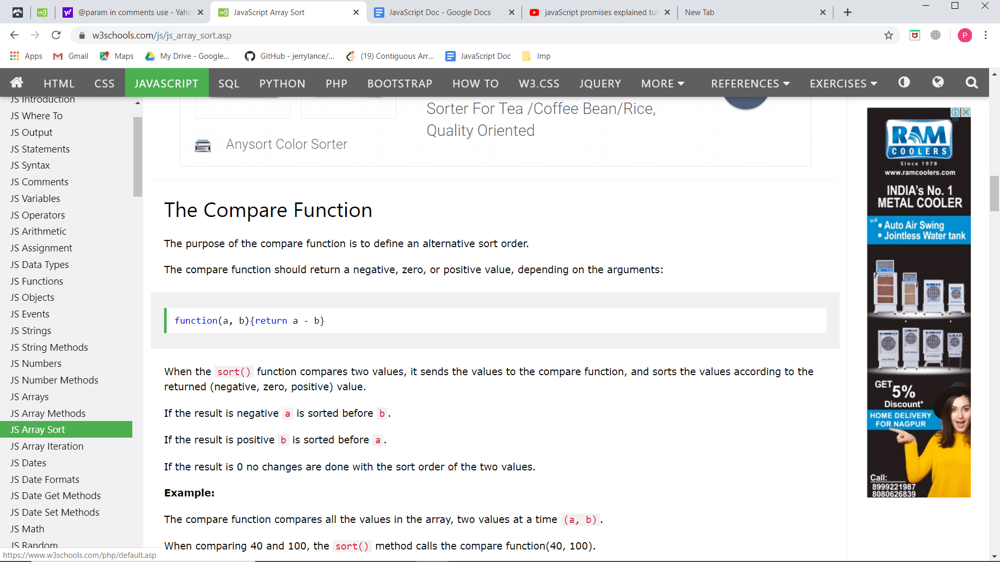 @param in comments use - Yaho
JavaScript Array Sort
JavaScript Doc - Google Docs
javaScript promises explained tut
New Tab
w3schools.com/js/js_array_sort.asp
P
Apps
Gmail
Maps
My Drive - Google...
GitHub - jerrylance/...
(19) Contiguous Arr...
JavaScript Doc
Imp
HTML
CSS
JAVASCRIPT
SQL
PYTHON
PHP
BOOTSTRAP
HOW TO
W3.CSS
JQUERY
MORE
REFERENCES
EXERCISES
JS Introduction
JS Where To
JS Output
JS Statements
JS Syntax
JS Comments
JS Variables
JS Operators
JS Arithmetic
JS Assignment
JS Data Types
JS Functions
JS Objects
JS Events
JS Strings
JS String Methods
JS Numbers
JS Number Methods
JS Arrays
JS Array Methods
JS Array Sort
JS Array Iteration
JS Dates
JS Date Formats
JS Date Get Methods
JS Date Set Methods
JS Math
JS Random
https://www.w3schools.com/php/default.asp
Sorter For Tea /Coffee Bean/Rice,
Quality Oriented
Anysort Color Sorter
The Compare Function
The purpose of the compare function is to define an alternative sort order.
The compare function should return a negative, zero, or positive value, depending on the arguments:
function(a, b){return a - b}
When the sort() function compares two values, it sends the values to the compare function, and sorts the values according to the
returned (negative, zero, positive) value.
If the result is negative a is sorted before b.
If the result is positive b is sorted before a.
If the result is 0 no changes are done with the sort order of the two values.
Example:
The compare function compares all the values in the array, two values at a time (a, b).
When comparing 40 and 100, the sort() method calls the compare function(40, 100).
RAM
COOLERS
Since 1978
www.ramcoolers.com
INDIA's No. 1
METAL COOLER
• Auto Air Swing
• Jointless Water tank
GET 5%
Discount*
HOME DELIVERY
FOR NAGPUR
Call:
8999221987
8080626839